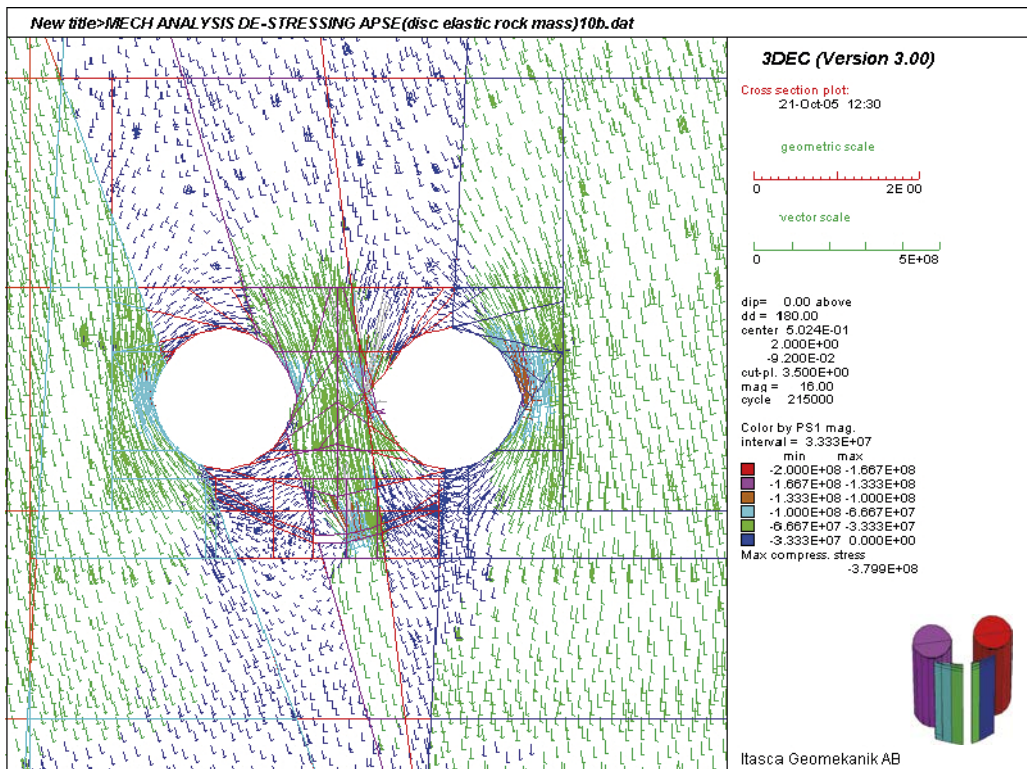 New title>MECH ANALYSIS DE-STRESSING APSE(disc elastic rock mass)10b.dat
3DEC (Version 3.00)
Cross section plot:
21-Oct-05 12:30
geometric scale
0 2E 00
vector scale
0 5E+08
dip= 0.00 above
dd = 180.00
center 5.024E-01
2.000E+00
-9.200E-02
cut-pl. 3.500E+00
mag = 16.00
cycle 215000
Color by PS1 mag.
interval = 3.333E+07
min max
-2.000E+08 -1.667E+08
-1.667E+08 -1.333E+08
-1.333E+08 -1.000E+08
-1.000E+08 -6.667E+07
-6.667E+07 -3.333E+07
-3.333E+07 0.000E+00
Max compress. stress
-3.799E+08
Itasca Geomekanik AB